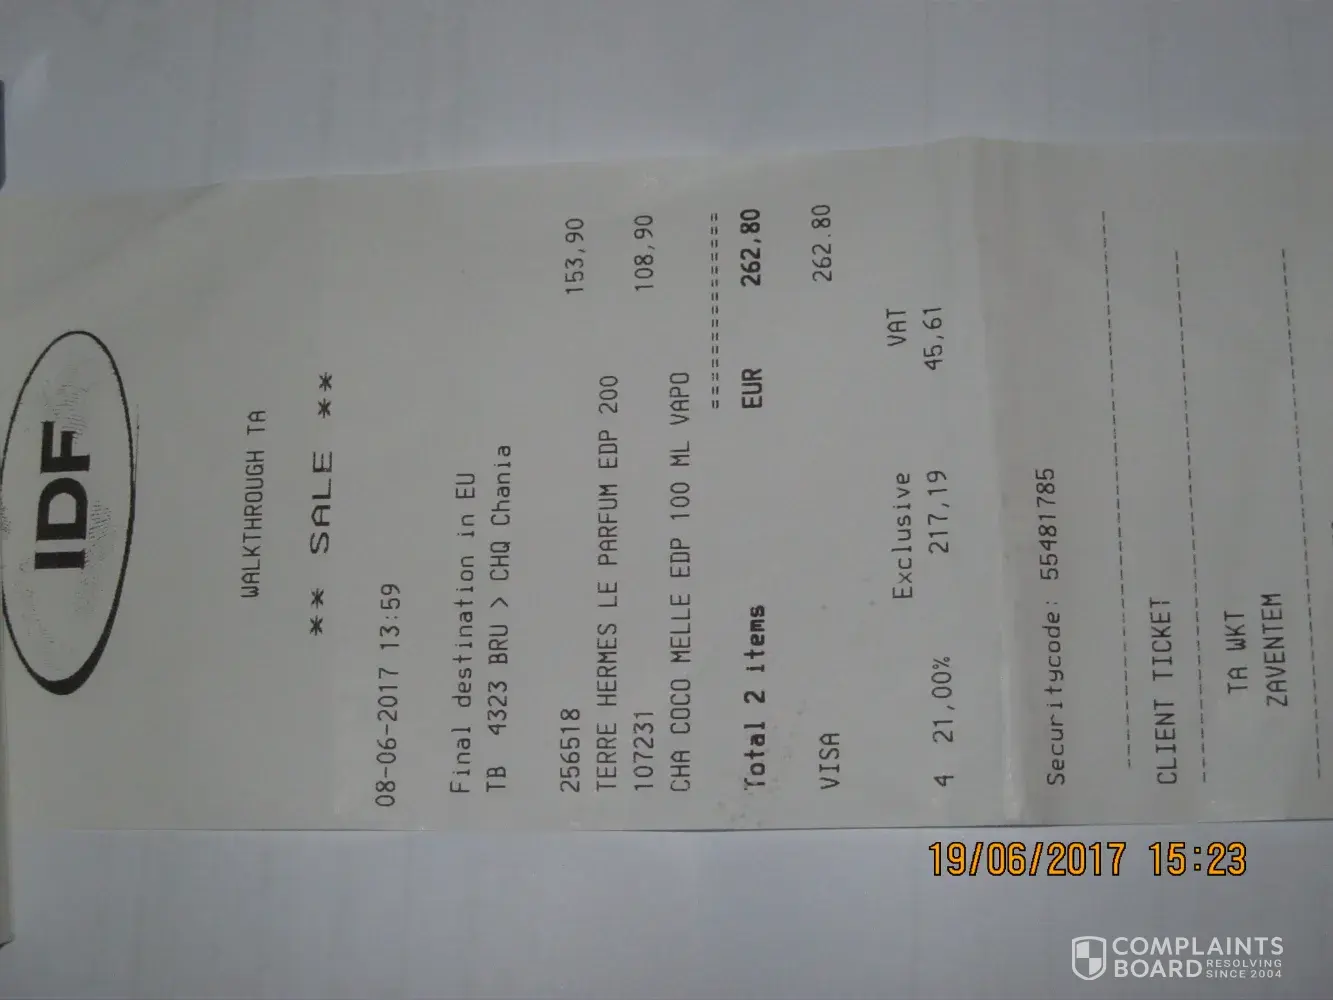 IDF
WALKTHROUGH TA
** SALE **
08-06-2017 13:59
Final destination in EU
TB 4323 BRU > CHQ Chania
256518 153,90
TERRE HERMES LE PARFUM EDP 200
107231 108,90
CHA COCO MELLE EDP 100 ML VAPO
============
Total 2 items EUR 262,80
VISA 262.80
Exclusive VAT
4 21,00% 217,19 45,61
Securitycode: 55481785
CLIENT TICKET
TA WKT
ZAVENTEM
19/06/2017 15:23
COMPLAINTS
BOARD RESOLVING
SINCE 2004